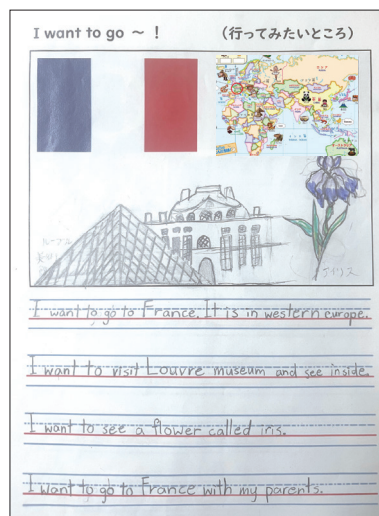 I want to go ～ ！ （行ってみたいところ）
ルーブル
アイリス
I want to go to France. It is in western europe.
I want to visit Louvre museum and see inside.
I want to see a flower called iris.
I want to go to France with my parents.